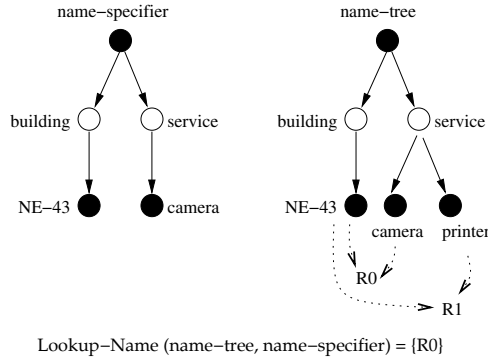 name−specifier name−tree
building service building service
NE−43 camera NE−43
camera printer
R0
R1
Lookup−Name (name−tree, name−specifier) = {R0}